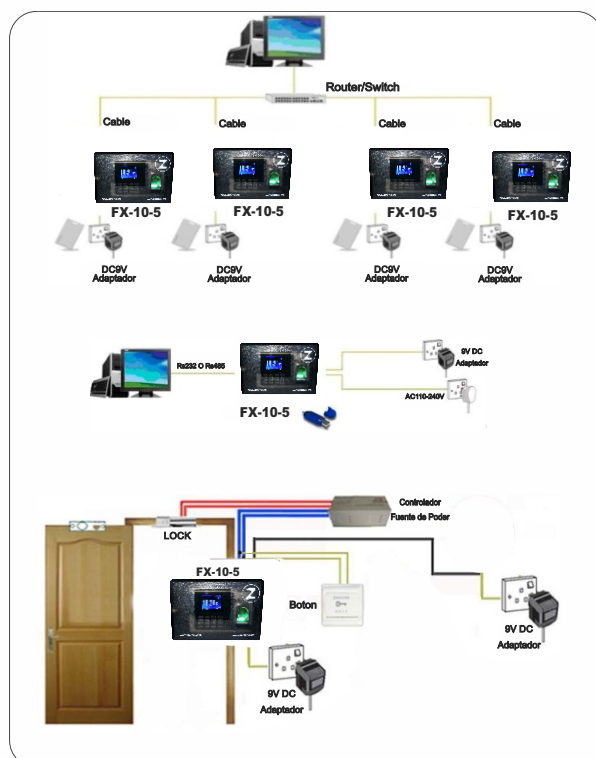 Router/Switch
Cable
Cable
Cable
Cable
Z
Z
Z
Z
FX-10-5
FX-10-5
FX-10-5
FX-10-5
DC9V
Adaptador
DC9V
Adaptador
DC9V
Adaptador
DC9V
Adaptador
Rs232 O Rs485
Z
FX-10-5
9V DC
Adaptador
AC110-240V
Controlador
Fuente de Poder
LOCK
FX-10-5
Z
Boton
9V DC
Adaptador
9V DC
Adaptador